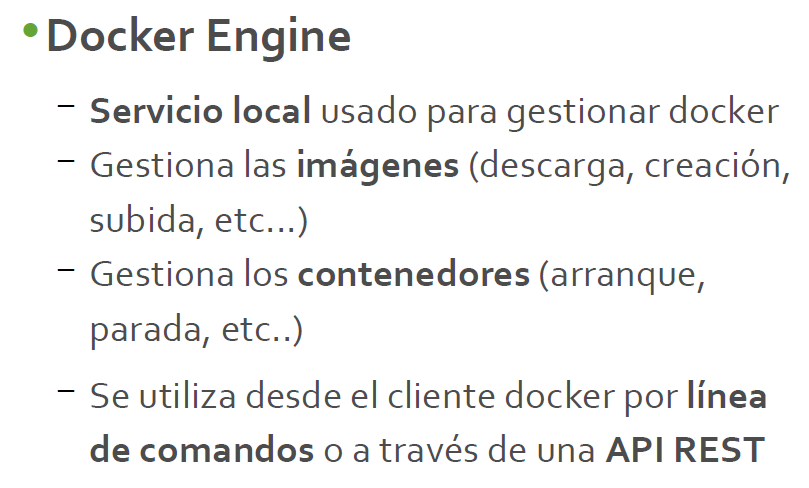 • Docker Engine
– Servicio local usado para gestionar docker
– Gestiona las imágenes (descarga, creación,
subida, etc...)
– Gestiona los contenedores (arranque,
parada, etc..)
– Se utiliza desde el cliente docker por línea
de comandos o a través de una API REST